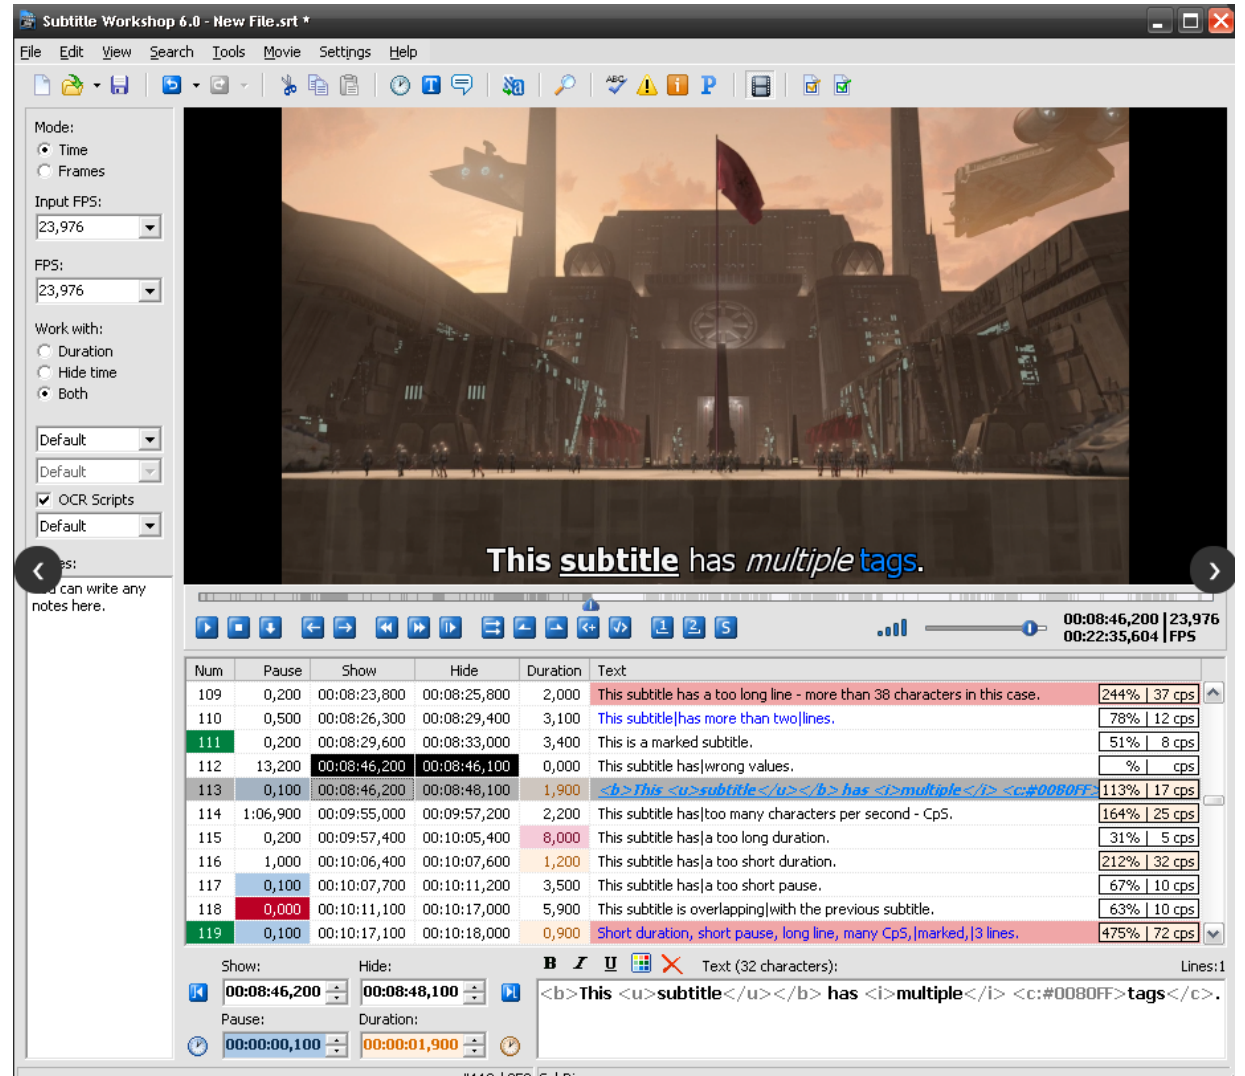 Subtitle Workshop 6.0 - New File.srt *
File Edit View Search Tools Movie Settings Help
Mode:
Time
Frames
Input FPS:
23,976
FPS:
23,976
Work with:
Duration
Hide time
Both
Default
Default
OCR Scripts
Default
can write any
notes here.
This subtitle has multiple tags.
00:08:46,200 23,976
00:22:35,604 FPS
Num Pause Show Hide Duration Text
109 0,200 00:08:23,800 00:08:25,800 2,000 This subtitle has a too long line - more than 38 characters in this case. 244% | 37 cps
110 0,500 00:08:26,300 00:08:29,400 3,100 This subtitle|has more than two|lines. 78% | 12 cps
111 0,200 00:08:29,600 00:08:33,000 3,400 This is a marked subtitle. 51% | 8 cps
112 13,200 00:08:46,200 00:08:46,100 0,000 This subtitle has|wrong values. % | cps
113 0,100 00:08:46,200 00:08:48,100 1,900 <b>This <u>subtitle</u></b> has <i>multiple</i> <c:#0080FF> 113% | 17 cps
114 1:06,900 00:09:55,000 00:09:57,200 2,200 This subtitle has|too many characters per second - CpS. 164% | 25 cps
115 0,200 00:09:57,400 00:10:05,400 8,000 This subtitle has|a too long duration. 31% | 5 cps
116 1,000 00:10:06,400 00:10:07,600 1,200 This subtitle has|a too short duration. 212% | 32 cps
117 0,100 00:10:07,700 00:10:11,200 3,500 This subtitle has|a too short pause. 67% | 10 cps
118 0,000 00:10:11,100 00:10:17,000 5,900 This subtitle is overlapping|with the previous subtitle. 63% | 10 cps
119 0,100 00:10:17,100 00:10:18,000 0,900 Short duration, short pause, long line, many CpS,|marked,|3 lines. 475% | 72 cps
Show: Hide: B I U Text (32 characters): Lines:1
00:08:46,200 00:08:48,100 <b>This <u>subtitle</u></b> has <i>multiple</i> <c:#0080FF>tags</c>.
Pause: Duration:
00:00:00,100 00:00:01,900